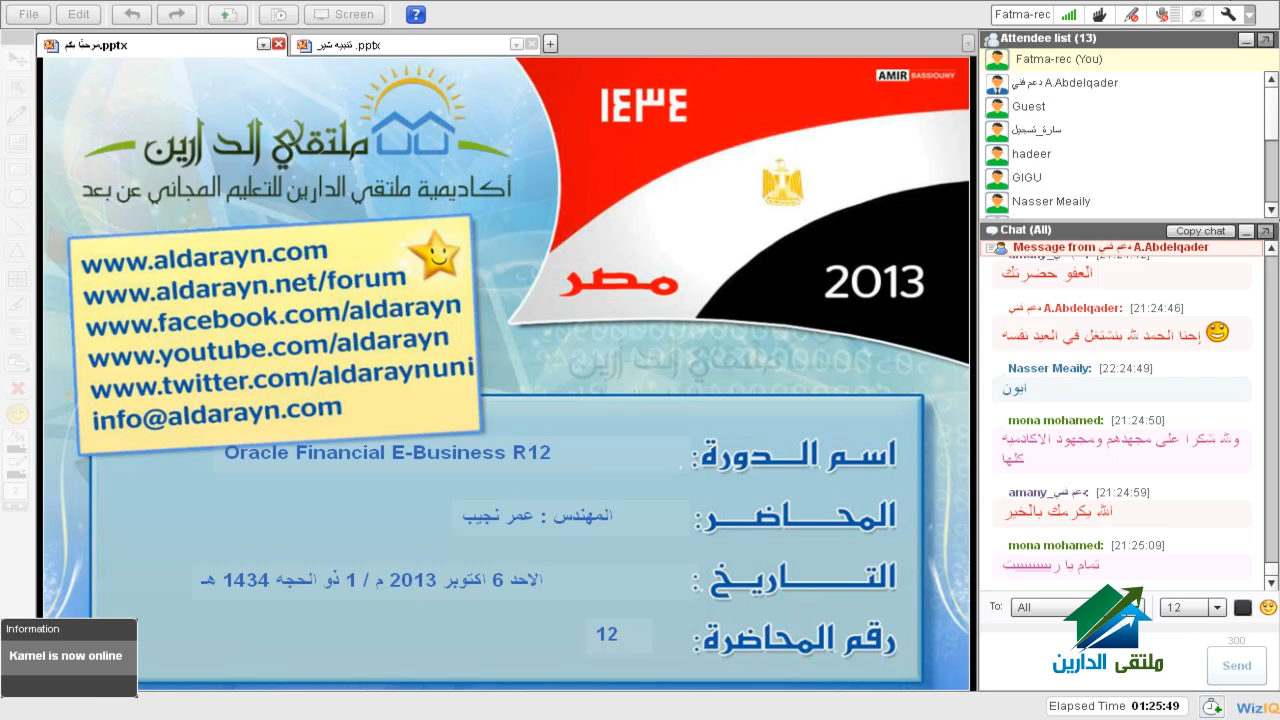 File Edit Screen ?
Fatma-rec
مرحبًا بكم.pptx
تنبيه شير .pptx
Attendee list (13)
Fatma-rec (You)
دعم فني A.Abdelqader
Guest
سارة_تسجيل
hadeer
GIGU
Nasser Meaily
Chat (All) Copy chat
Message from دعم فني A.Abdelqader
العفو حضرتك
دعم فني A.Abdelqader: [21:24:46]
إحنا الحمد لله بنشتغل في العيد نفسه
Nasser Meaily: [22:24:49]
ايون
mona mohamed: [21:24:50]
ولله شكرا على مجهدهم ومجهود الاكادميه
كلها
amany_دعم فني: [21:24:59]
الله يكرمك بالخير
mona mohamed: [21:25:09]
تمام يا ربيبيبيبيت
To: All 12
300
Send
ملتقى الدارين
Elapsed Time 01:25:49
WizIQ
AMIR BASSIOUNY
١٤٣٤
مصر
2013
ملتقي الدارين
أكاديمية ملتقي الدارين للتعليم المجاني عن بعد
www.aldarayn.com
www.aldarayn.net/forum
www.facebook.com/aldarayn
www.youtube.com/aldarayn
www.twitter.com/aldaraynuni
info@aldarayn.com
اسم الدورة: Oracle Financial E-Business R12
المحاضر: المهندس : عمر نجيب
التاريخ : الاحد 6 اكتوبر 2013 م / 1 ذو الحجه 1434 هـ
رقم المحاضرة: 12
Information
Kamel is now online